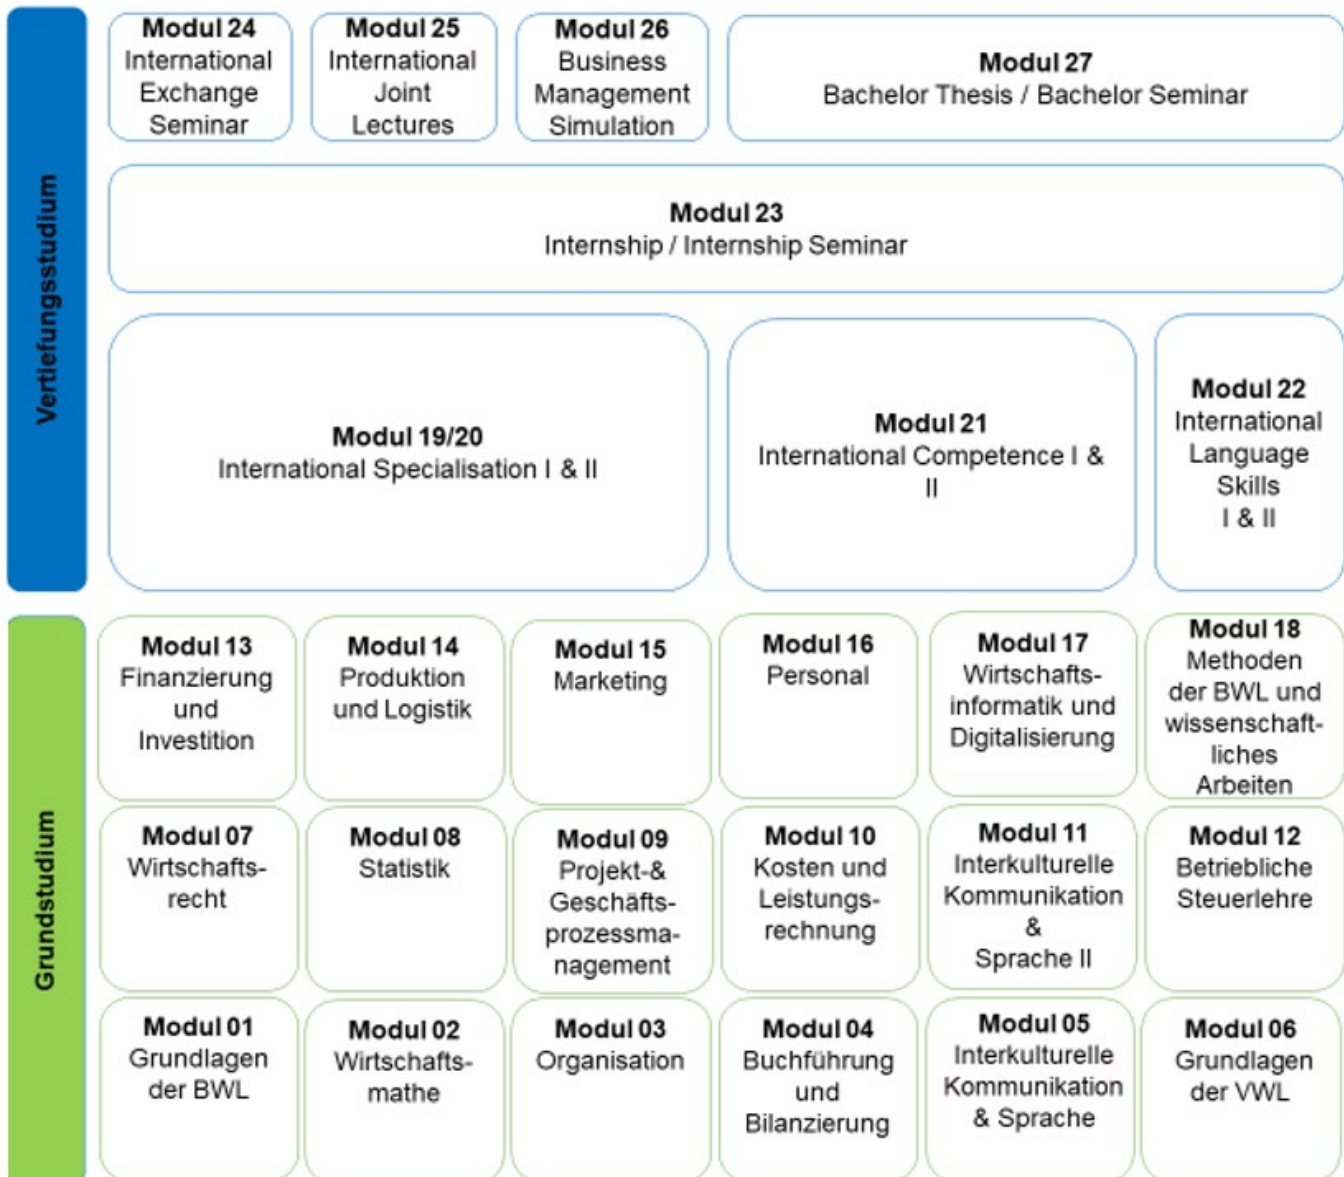 Vertiefungsstudium
Modul 24
International
Exchange
Seminar
Modul 25
International
Joint
Lectures
Modul 26
Business
Management
Simulation
Modul 27
Bachelor Thesis / Bachelor Seminar
Modul 23
Internship / Internship Seminar
Modul 19/20
International Specialisation I & II
Modul 21
International Competence I &
II
Modul 22
International
Language
Skills
I & II
Grundstudium
Modul 13
Finanzierung
und
Investition
Modul 14
Produktion
und Logistik
Modul 15
Marketing
Modul 16
Personal
Modul 17
Wirtschafts-
informatik und
Digitalisierung
Modul 18
Methoden
der BWL und
wissenschaft-
liches
Arbeiten
Modul 07
Wirtschafts-
recht
Modul 08
Statistik
Modul 09
Projekt-&
Geschäfts-
prozessma-
nagement
Modul 10
Kosten und
Leistungs-
rechnung
Modul 11
Interkulturelle
Kommunikation
&
Sprache II
Modul 12
Betriebliche
Steuerlehre
Modul 01
Grundlagen
der BWL
Modul 02
Wirtschafts-
mathe
Modul 03
Organisation
Modul 04
Buchführung
und
Bilanzierung
Modul 05
Interkulturelle
Kommunikation
& Sprache
Modul 06
Grundlagen
der VWL